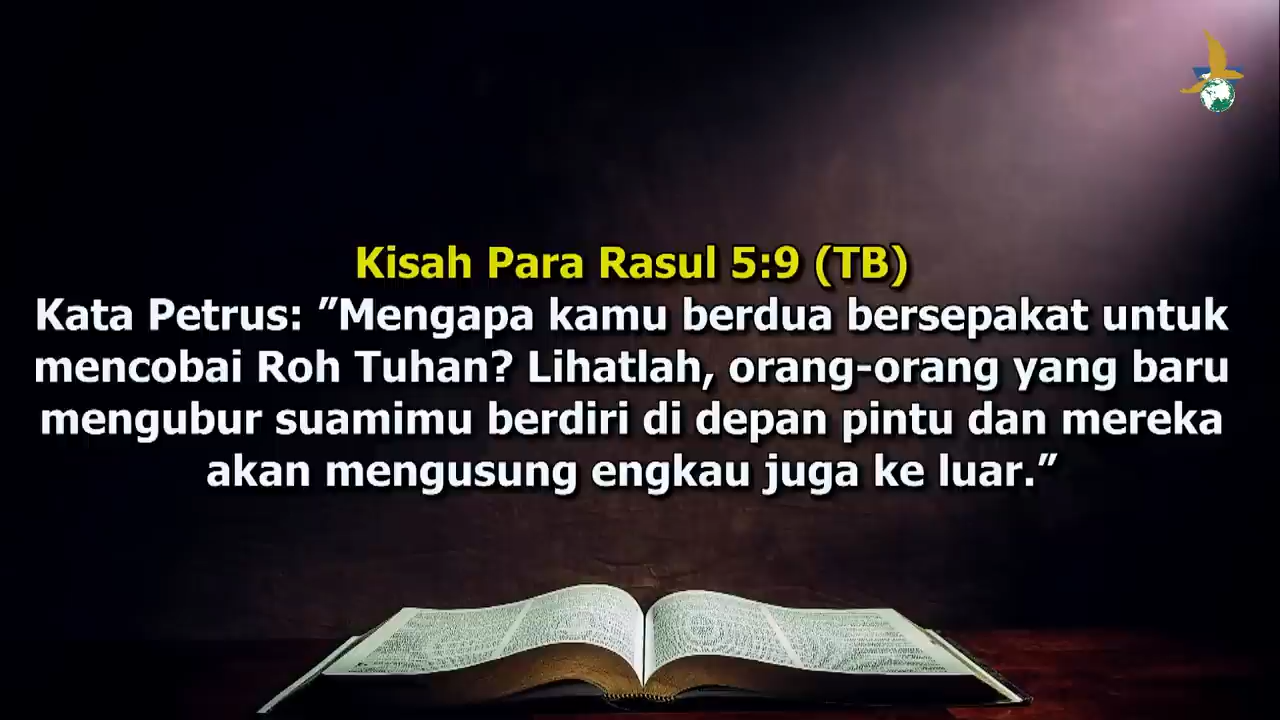 Kisah Para Rasul 5:9 (TB)
Kata Petrus: ”Mengapa kamu berdua bersepakat untuk
mencobai Roh Tuhan? Lihatlah, orang-orang yang baru
mengubur suamimu berdiri di depan pintu dan mereka
akan mengusung engkau juga ke luar.”